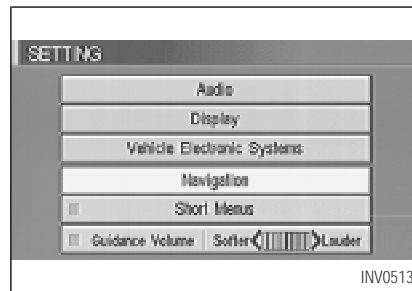 SETTING
Audio
Display
Vehicle Electronic Systems
Navigation
Short Menus
Guidance Volume Softer Louder
INV0513